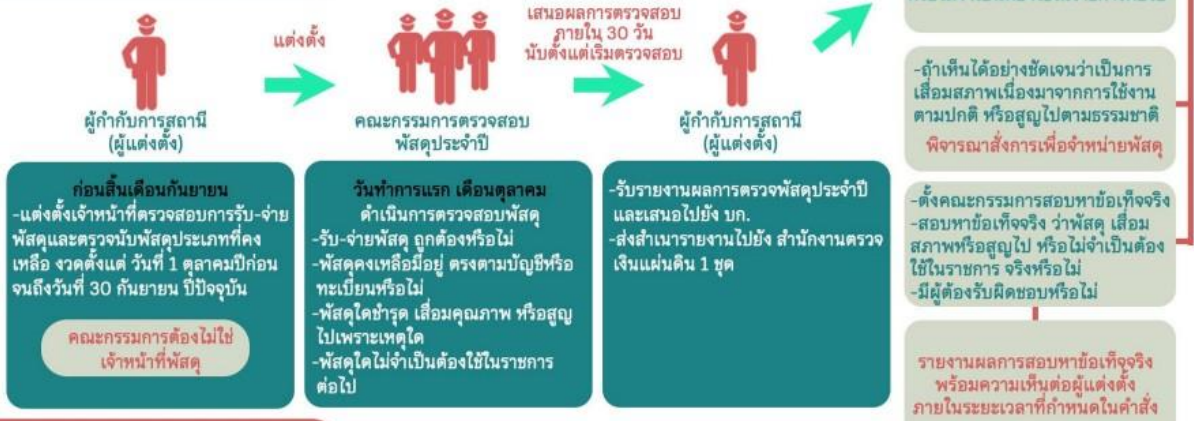 แต่งตั้ง
เสนอผลการตรวจสอบ
ภายใน 30 วัน
นับตั้งแต่เริ่มตรวจสอบ
ผู้กำกับการสถานี
(ผู้แต่งตั้ง)
คณะกรรมการตรวจสอบ
พัสดุประจำปี
ผู้กำกับการสถานี
(ผู้แต่งตั้ง)
ก่อนสิ้นเดือนกันยายน
-แต่งตั้งเจ้าหน้าที่ตรวจสอบการรับ-จ่าย
พัสดุและตรวจนับพัสดุประเภทที่คง
เหลือ งวดตั้งแต่ วันที่ 1 ตุลาคมปีก่อน
จนถึงวันที่ 30 กันยายน ปีปัจจุบัน
คณะกรรมการต้องไม่ใช่
เจ้าหน้าที่พัสดุ
วันทำการแรก เดือนตุลาคม
ดำเนินการตรวจสอบพัสดุ
-รับ-จ่ายพัสดุ ถูกต้องหรือไม่
-พัสดุคงเหลือมีอยู่ ตรงตามบัญชีหรือ
ทะเบียนหรือไม่
-พัสดุใดชำรุด เสื่อมคุณภาพ หรือสูญ
ไปเพราะเหตุใด
-พัสดุใดไม่จำเป็นต้องใช้ในราชการ
ต่อไป
-รับรายงานผลการตรวจพัสดุประจำปี
และเสนอไปยัง บก.
-ส่งสำเนารายงานไปยัง สำนักงานตรวจ
เงินแผ่นดิน 1 ชุด
-ถ้าเห็นได้อย่างชัดเจนว่าเป็นการ
เสื่อมสภาพเนื่องมาจากการใช้งาน
ตามปกติ หรือสูญไปตามธรรมชาติ
พิจารณาสั่งการเพื่อจำหน่ายพัสดุ
-ตั้งคณะกรรมการสอบหาข้อเท็จจริง
-สอบหาข้อเท็จจริง ว่าพัสดุ เสื่อม
สภาพหรือสูญไป หรือไม่จำเป็นต้อง
ใช้ในราชการ จริงหรือไม่
-มีผู้ต้องรับผิดชอบหรือไม่
รายงานผลการสอบหาข้อเท็จจริง
พร้อมความเห็นต่อผู้แต่งตั้ง
ภายในระยะเวลาที่กำหนดในคำสั่ง